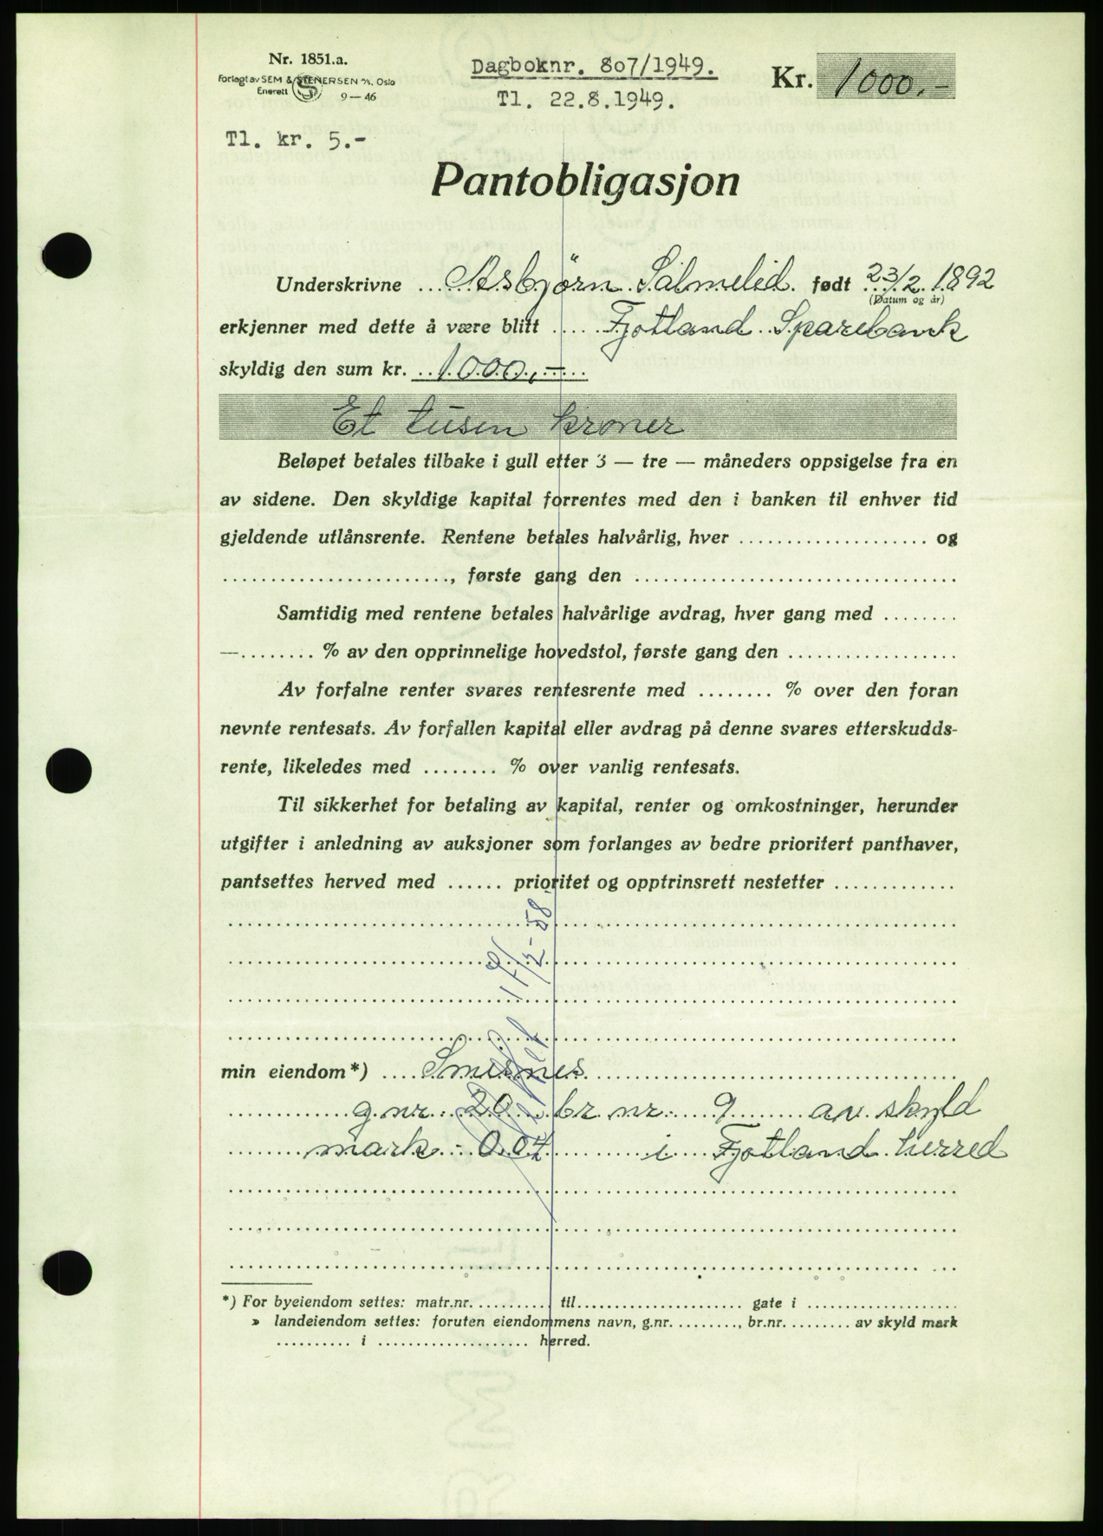 Nr. 1851.a.
Forlagt av SEM & STENERSEN A/S, Oslo
Enerett S 9 — 46
Dagboknr. 807/1949.
Tl. 22.8.1949.
Kr. 1000,-
Tl. kr. 5.-
Pantobligasjon
Underskrivne .... Asbjørn Salmelid. født 23/2 1892
(Datum og år)
erkjenner med dette å være blitt ..... Fjotland Sparebank
skyldig den sum kr. .. 1000,- ......
Et tusen kroner
Beløpet betales tilbake i gull etter 3 — tre — måneders oppsigelse fra en
av sidene. Den skyldige kapital forrentes med den i banken til enhver tid
gjeldende utlånsrente. Rentene betales halvårlig, hver .................... og
........................, første gang den ..................................
Samtidig med rentene betales halvårlige avdrag, hver gang med ........
—........ % av den opprinnelige hovedstol, første gang den ..................
Av forfalne renter svares rentesrente med ........ % over den foran
nevnte rentesats. Av forfallen kapital eller avdrag på denne svares etterskudds-
rente, likeledes med ........ % over vanlig rentesats.
Til sikkerhet for betaling av kapital, renter og omkostninger, herunder
utgifter i anledning av auksjoner som forlanges av bedre prioritert panthaver,
pantsettes herved med ...... prioritet og opptrinsrett nestetter .............
min eiendom *) .... Smisnes
g.nr. 20 br nr 9 av skyld
mark - 0.04 i Fjotland herred
*) For byeiendom settes: matr.nr. ........... til........................ gate i ......................
» landeiendom settes: foruten eiendommens navn, g.nr. ........., br.nr. ......... av skyld mark
........... i ...................... herred.